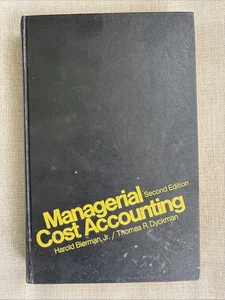 Managerial
Second Edition
Cost Accounting
Harold Bierman, Jr. / Thomas R. Dyckman